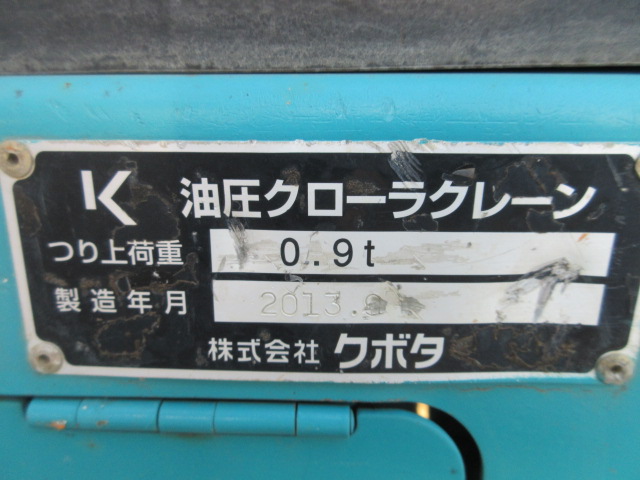 K 油圧クローラクレーン
つり上荷重 0.9t
製造年月 2013.
株式会社 クボタ